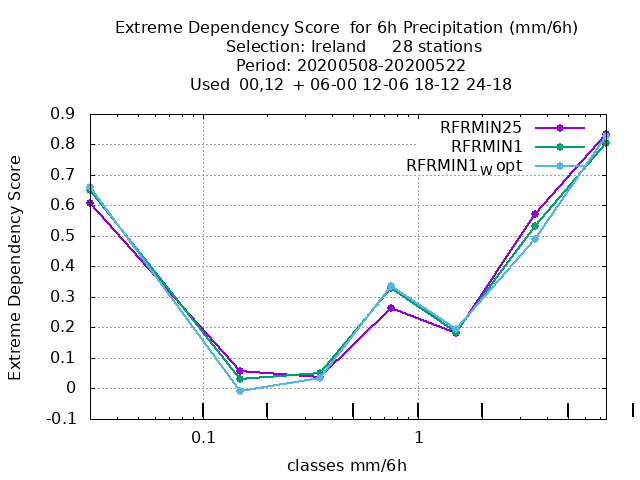 Extreme Dependency Score for 6h Precipitation (mm/6h)
Selection: Ireland 28 stations
Period: 20200508-20200522
Used 00,12 + 06-00 12-06 18-12 24-18
RFRMIN25
RFRMIN1
RFRMIN1W opt
Extreme Dependency Score
0.9
0.8
0.7
0.6
0.5
0.4
0.3
0.2
0.1
0
-0.1
0.1 1
classes mm/6h